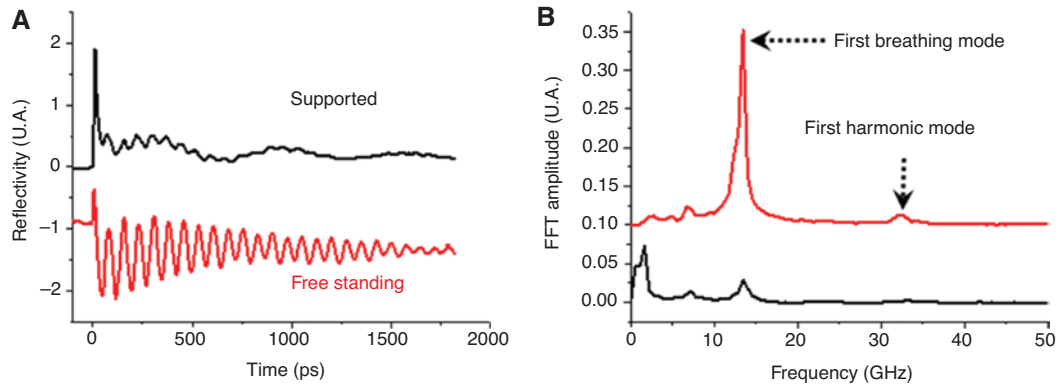 A
Reflectivity (U.A.)
2
1
0
−1
−2
Supported
Free standing
0
500
1000
1500
2000
Time (ps)
B
FFT amplitude (U.A.)
0.35
0.30
0.25
0.20
0.15
0.10
0.05
0.00
First breathing mode
First harmonic mode
0
10
20
30
40
50
Frequency (GHz)